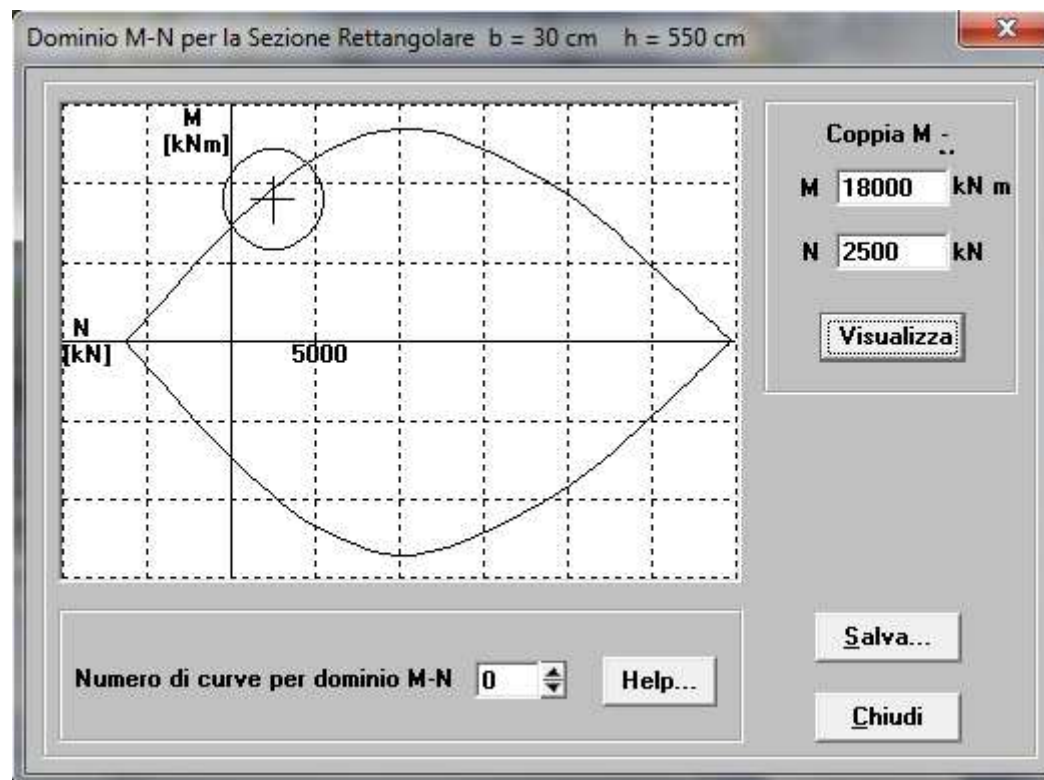 Dominio M-N per la Sezione Rettangolare b = 30 cm h = 550 cm
M
[kNm]
N
[kN]
5000
Coppia M -
M 18000 kN m
N 2500 kN
Visualizza
Numero di curve per dominio M-N 0 Help...
Salva...
Chiudi